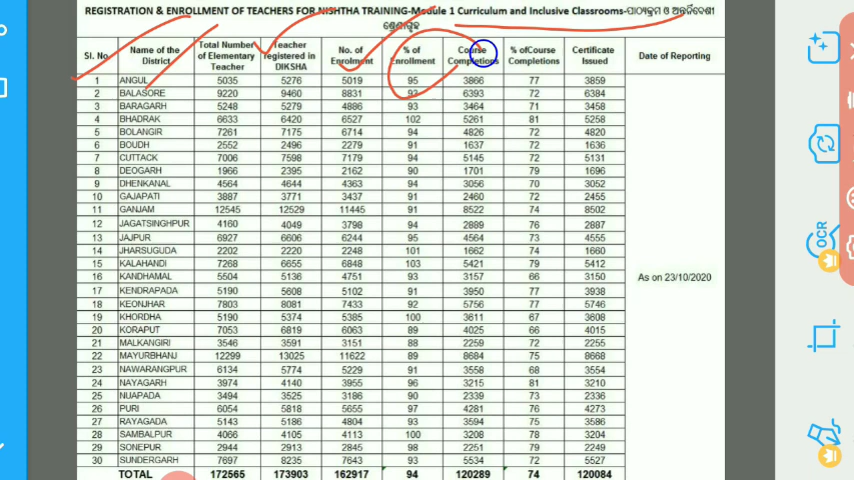 REGISTRATION & ENROLLMENT OF TEACHERS FOR NISHTHA TRAINING-Module 1 Curriculum and Inclusive Classrooms-ପାଠ୍ୟକ୍ରମ ଓ ଅନ୍ତର୍ନିବେଶୀ
ଶ୍ରେଣୀଗୃହ
Sl. No Name of the District Total Number of Elementary Teacher Teacher registered in DIKSHA No. of Enrolment % of Enrollment Course Completions % ofCourse Completions Certificate Issued Date of Reporting
1 ANGUL 5035 5276 5019 95 3866 77 3859
2 BALASORE 9220 9460 8831 93 6393 72 6384
3 BARAGARH 5248 5279 4886 93 3464 71 3458
4 BHADRAK 6633 6420 6527 102 5261 81 5258
5 BOLANGIR 7261 7175 6714 94 4826 72 4820
6 BOUDH 2552 2496 2279 91 1637 72 1636
7 CUTTACK 7006 7598 7179 94 5145 72 5131
8 DEOGARH 1966 2395 2162 90 1701 79 1696
9 DHENKANAL 4564 4644 4363 94 3056 70 3052
10 GAJAPATI 3887 3771 3437 91 2460 72 2455
11 GANJAM 12545 12529 11445 91 8522 74 8502
12 JAGATSINGHPUR 4160 4049 3798 94 2889 76 2887
13 JAJPUR 6927 6606 6244 95 4564 73 4555
14 JHARSUGUDA 2202 2220 2248 101 1662 74 1660
15 KALAHANDI 7268 6655 6848 103 5421 79 5412
16 KANDHAMAL 5504 5136 4751 93 3157 66 3150
As on 23/10/2020
17 KENDRAPADA 5190 5608 5102 91 3950 77 3938
18 KEONJHAR 7803 8081 7433 92 5756 77 5746
19 KHORDHA 5190 5374 5385 100 3611 67 3608
20 KORAPUT 7053 6819 6063 89 4025 66 4015
21 MALKANGIRI 3546 3591 3151 88 2259 72 2255
22 MAYURBHANJ 12299 13025 11622 89 8684 75 8668
23 NAWARANGPUR 6134 5774 5229 91 3558 68 3554
24 NAYAGARH 3974 4140 3955 96 3215 81 3210
25 NUAPADA 3494 3525 3186 90 2339 73 2336
26 PURI 6054 5818 5655 97 4281 76 4273
27 RAYAGADA 5143 5186 4804 93 3594 75 3586
28 SAMBALPUR 4066 4105 4113 100 3208 78 3204
29 SONEPUR 2944 2913 2845 98 2251 79 2249
30 SUNDERGARH 7697 8235 7643 93 5534 72 5527
TOTAL 172565 173903 162917 94 120289 74 120084
OCR